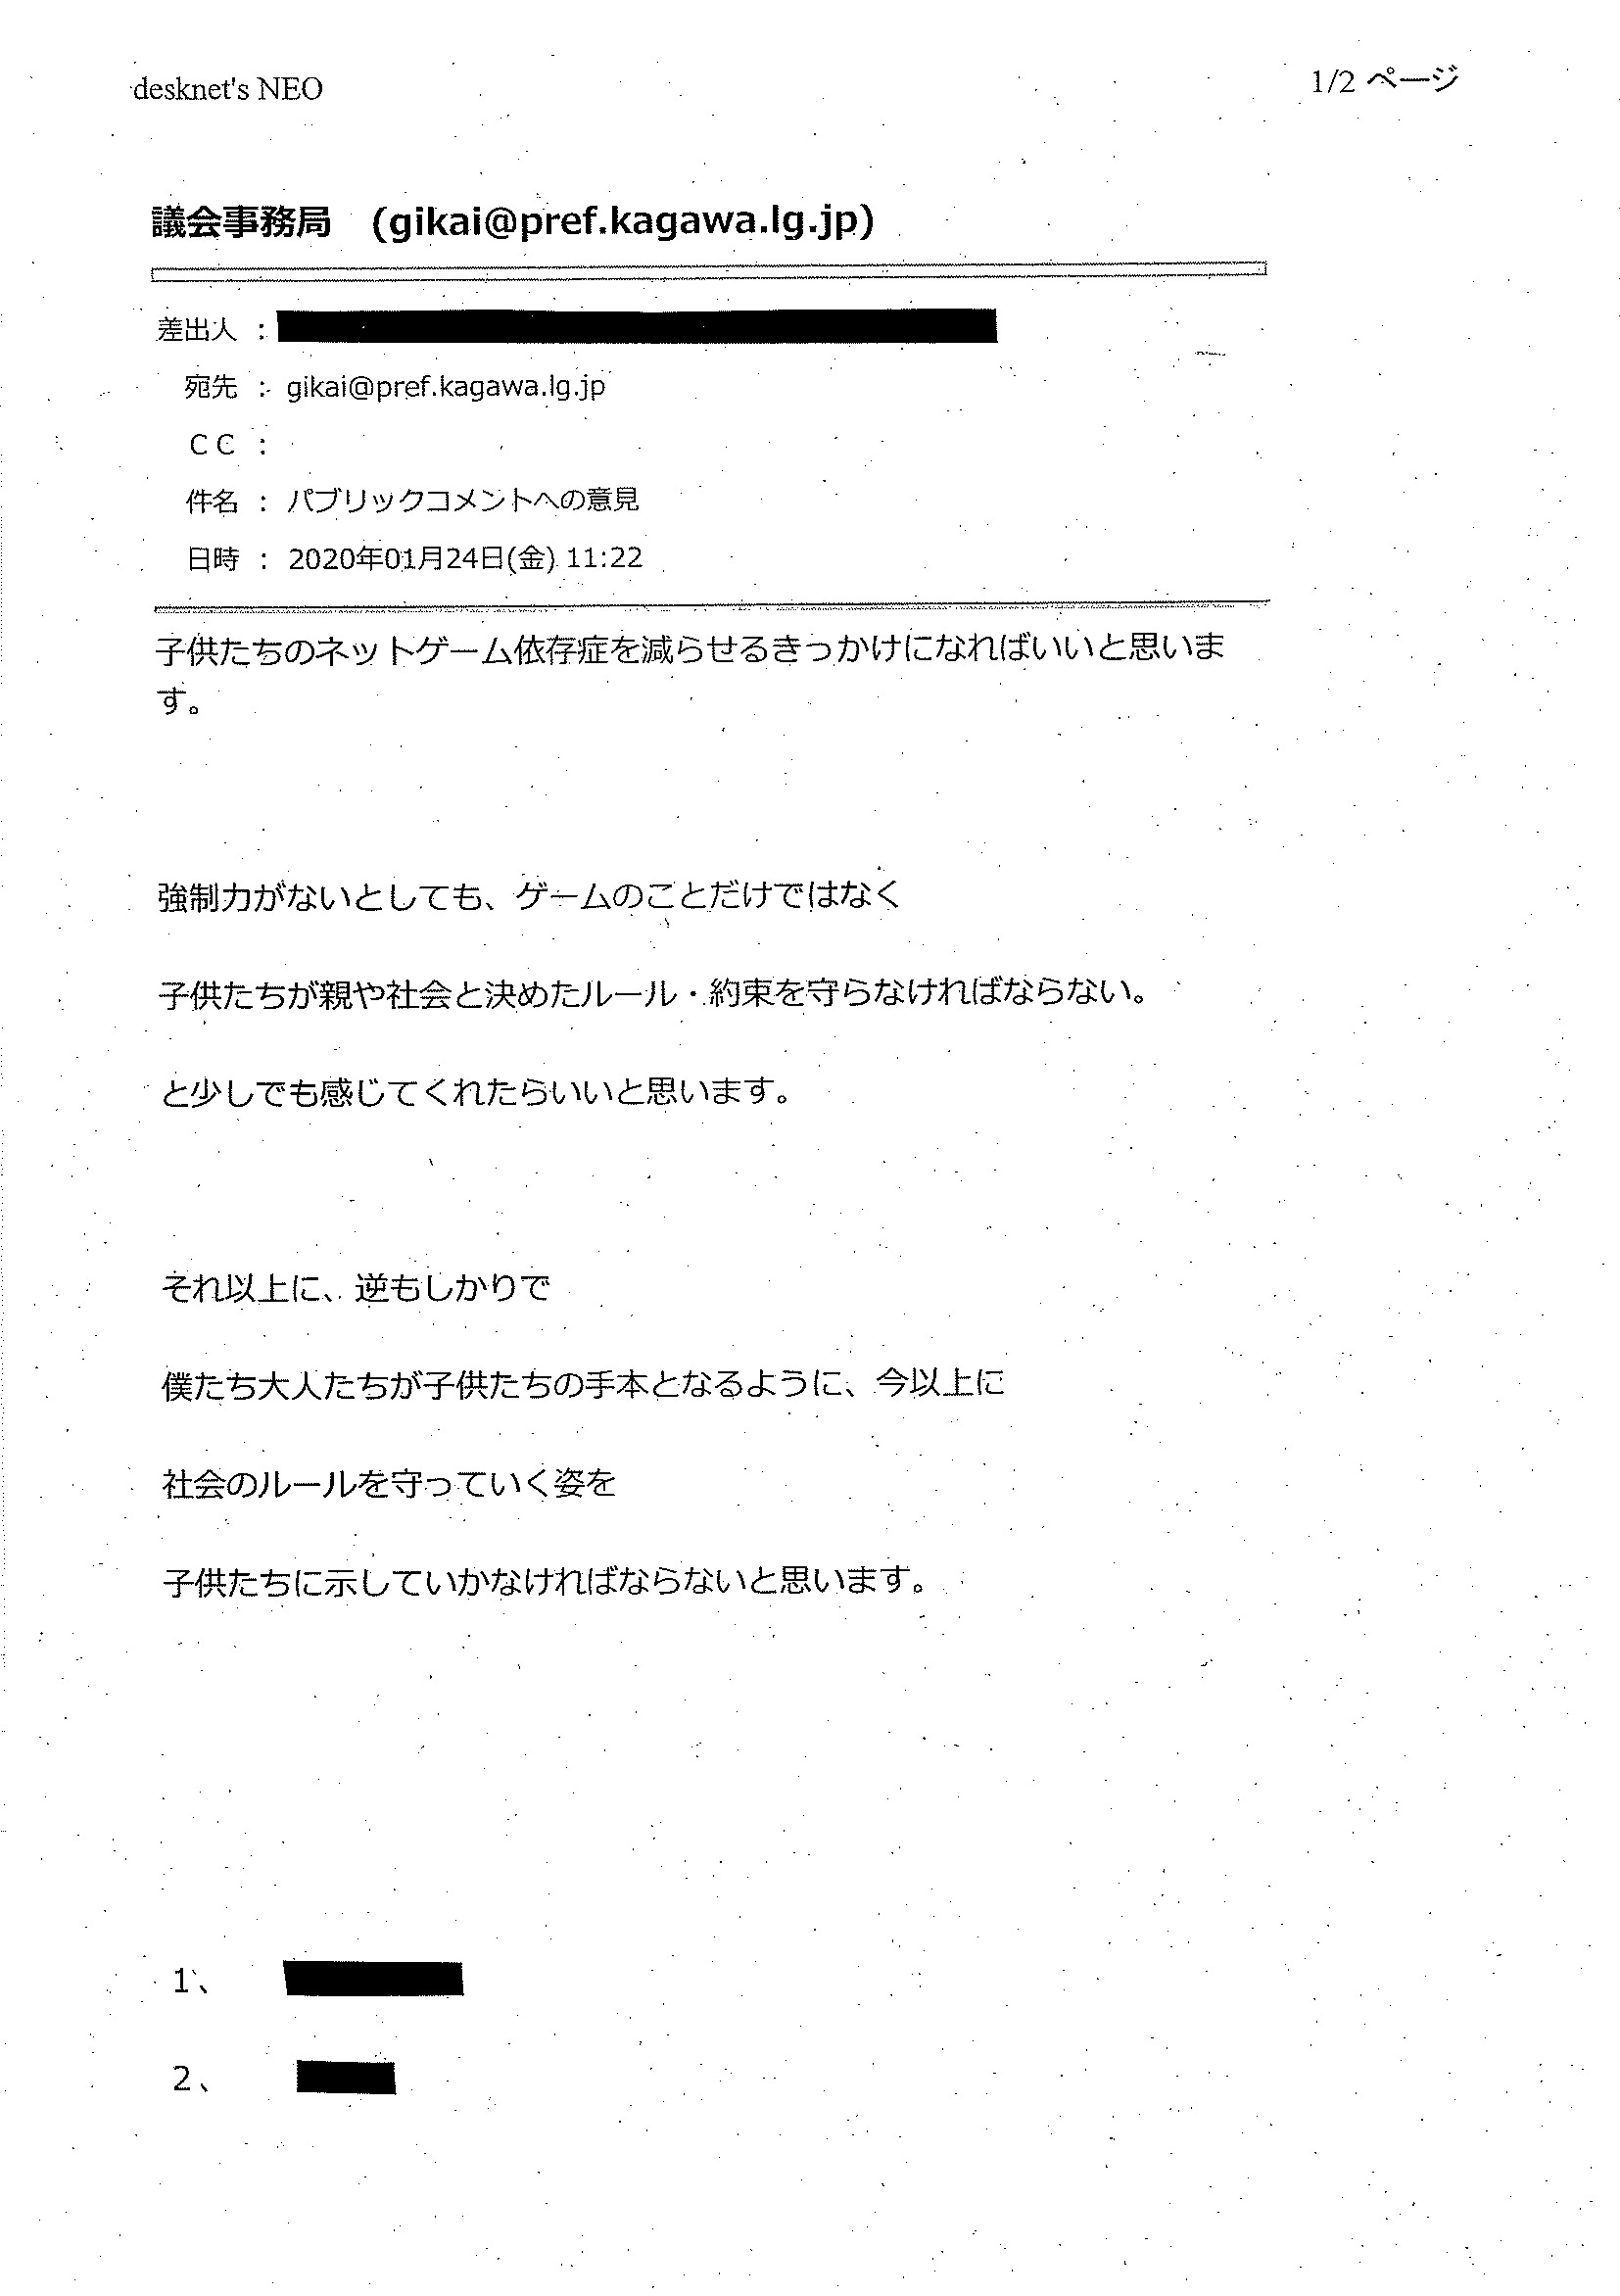 desknet's NEO
1/2 ページ
議会事務局　(gikai@pref.kagawa.lg.jp)
差出人 ：
宛先 ： gikai@pref.kagawa.lg.jp
ＣＣ ：
件名 ： パブリックコメントへの意見
日時 ： 2020年01月24日(金) 11:22
子供たちのネットゲーム依存症を減らせるきっかけになればいいと思いま
す。
強制力がないとしても、ゲームのことだけではなく
子供たちが親や社会と決めたルール・約束を守らなければならない。
と少しでも感じてくれたらいいと思います。
それ以上に、逆もしかりで
僕たち大人たちが子供たちの手本となるように、今以上に
社会のルールを守っていく姿を
子供たちに示していかなければならないと思います。
1、
2、